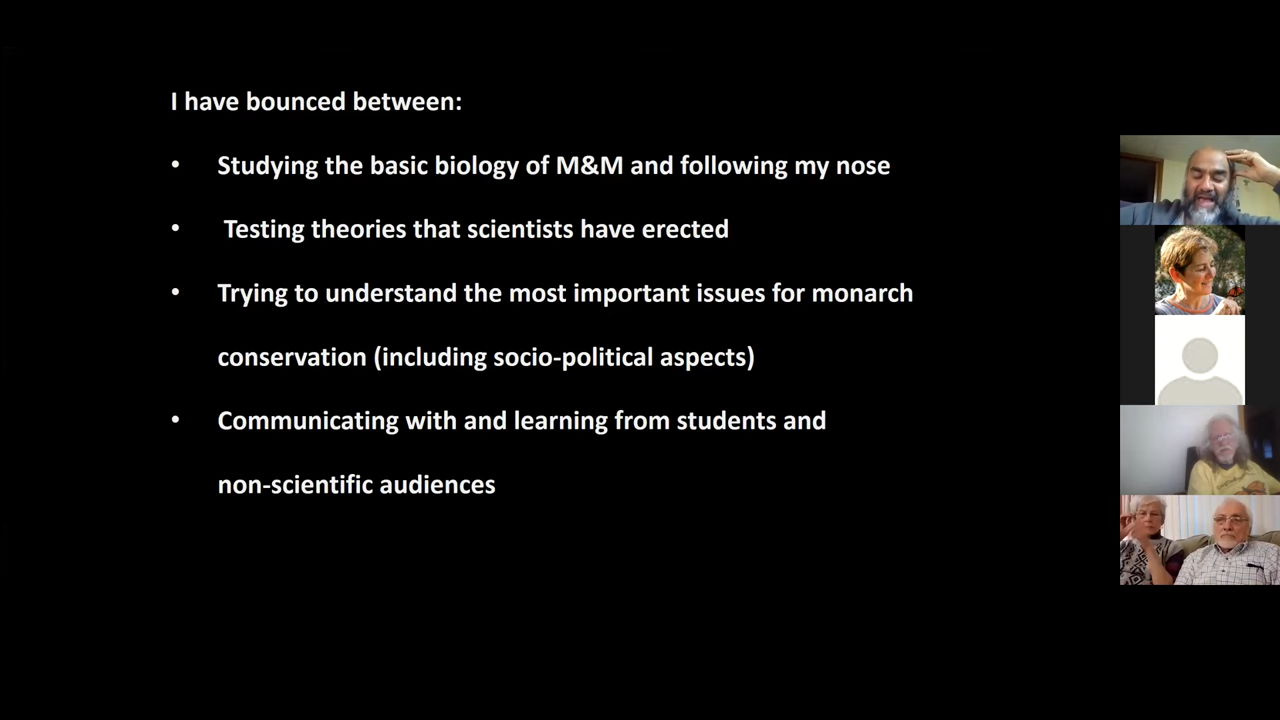 I have bounced between:
• Studying the basic biology of M&M and following my nose
• Testing theories that scientists have erected
• Trying to understand the most important issues for monarch
conservation (including socio-political aspects)
• Communicating with and learning from students and
non-scientific audiences